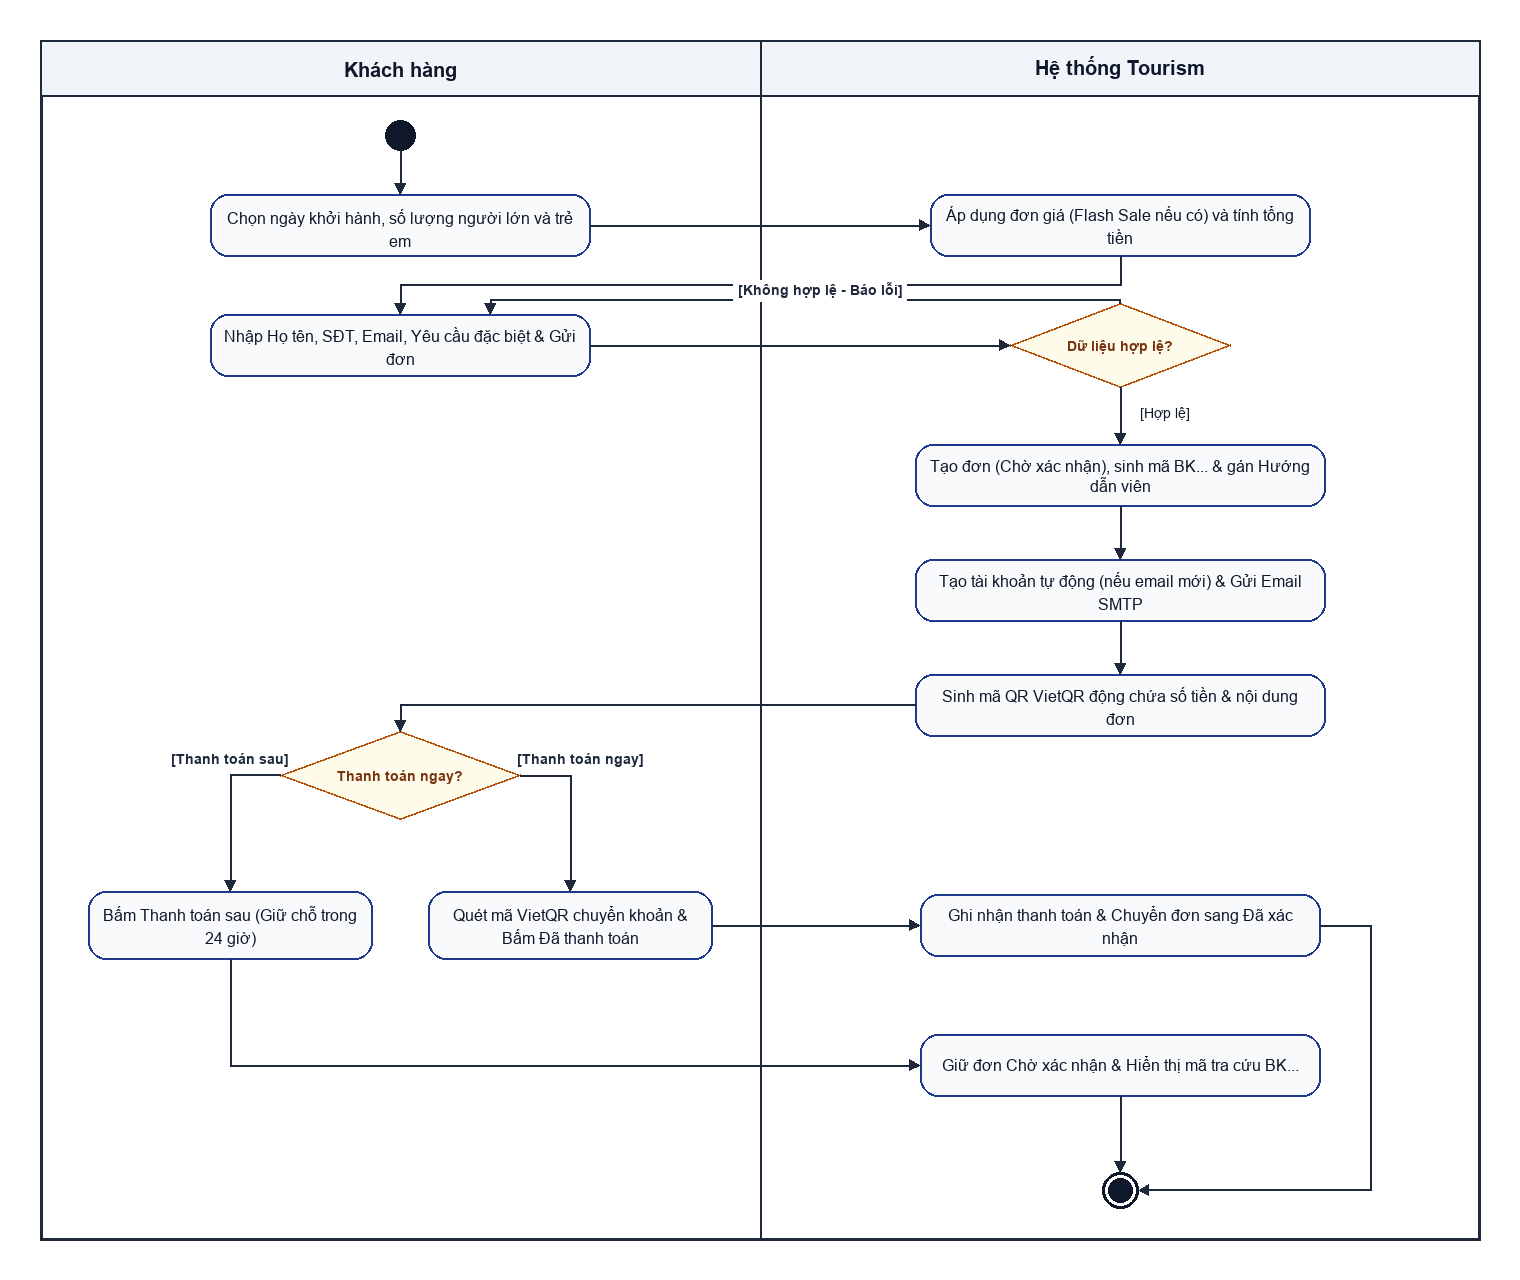 Khách hàng
Hệ thống Tourism
Chọn ngày khởi hành, số lượng người lớn và trẻ
em
Áp dụng đơn giá (Flash Sale nếu có) và tính tổng
tiền
[Không hợp lệ - Báo lỗi]
Nhập Họ tên, SĐT, Email, Yêu cầu đặc biệt & Gửi
đơn
Dữ liệu hợp lệ?
[Hợp lệ]
Tạo đơn (Chờ xác nhận), sinh mã BK... & gán Hướng
dẫn viên
Tạo tài khoản tự động (nếu email mới) & Gửi Email
SMTP
Sinh mã QR VietQR động chứa số tiền & nội dung
đơn
[Thanh toán sau]
[Thanh toán ngay]
Thanh toán ngay?
Bấm Thanh toán sau (Giữ chỗ trong
24 giờ)
Quét mã VietQR chuyển khoản &
Bấm Đã thanh toán
Ghi nhận thanh toán & Chuyển đơn sang Đã xác
nhận
Giữ đơn Chờ xác nhận & Hiển thị mã tra cứu BK...